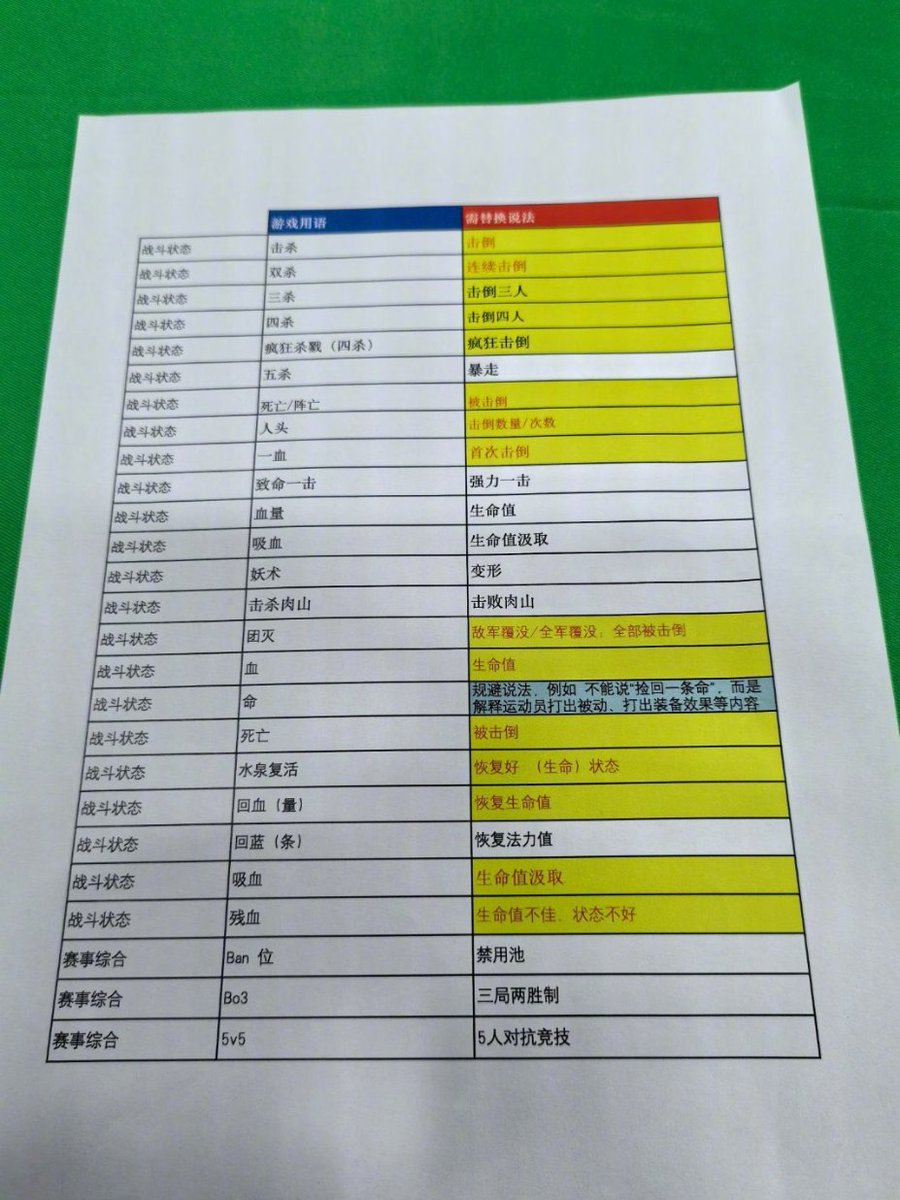 游戏用语 需替换说法
战斗状态 击杀 击倒
战斗状态 双杀 连续击倒
战斗状态 三杀 击倒三人
战斗状态 四杀 击倒四人
战斗状态 疯狂杀戮（四杀） 疯狂击倒
战斗状态 五杀 暴走
战斗状态 死亡/阵亡 被击倒
战斗状态 人头 击倒数量/次数
战斗状态 一血 首次击倒
战斗状态 致命一击 强力一击
战斗状态 血量 生命值
战斗状态 吸血 生命值汲取
战斗状态 妖术 变形
战斗状态 击杀肉山 击败肉山
战斗状态 团灭 敌军覆没/全军覆没；全部被击倒
战斗状态 血 生命值
战斗状态 命 规避说法，例如 不能说“捡回一条命”，而是
解释运动员打出被动、打出装备效果等内容
战斗状态 死亡 被击倒
战斗状态 水泉复活 恢复好 （生命）状态
战斗状态 回血（量） 恢复生命值
战斗状态 回蓝（条） 恢复法力值
战斗状态 吸血 生命值汲取
战斗状态 残血 生命值不佳、状态不好
赛事综合 Ban 位 禁用池
赛事综合 Bo3 三局两胜制
赛事综合 5v5 5人对抗竞技